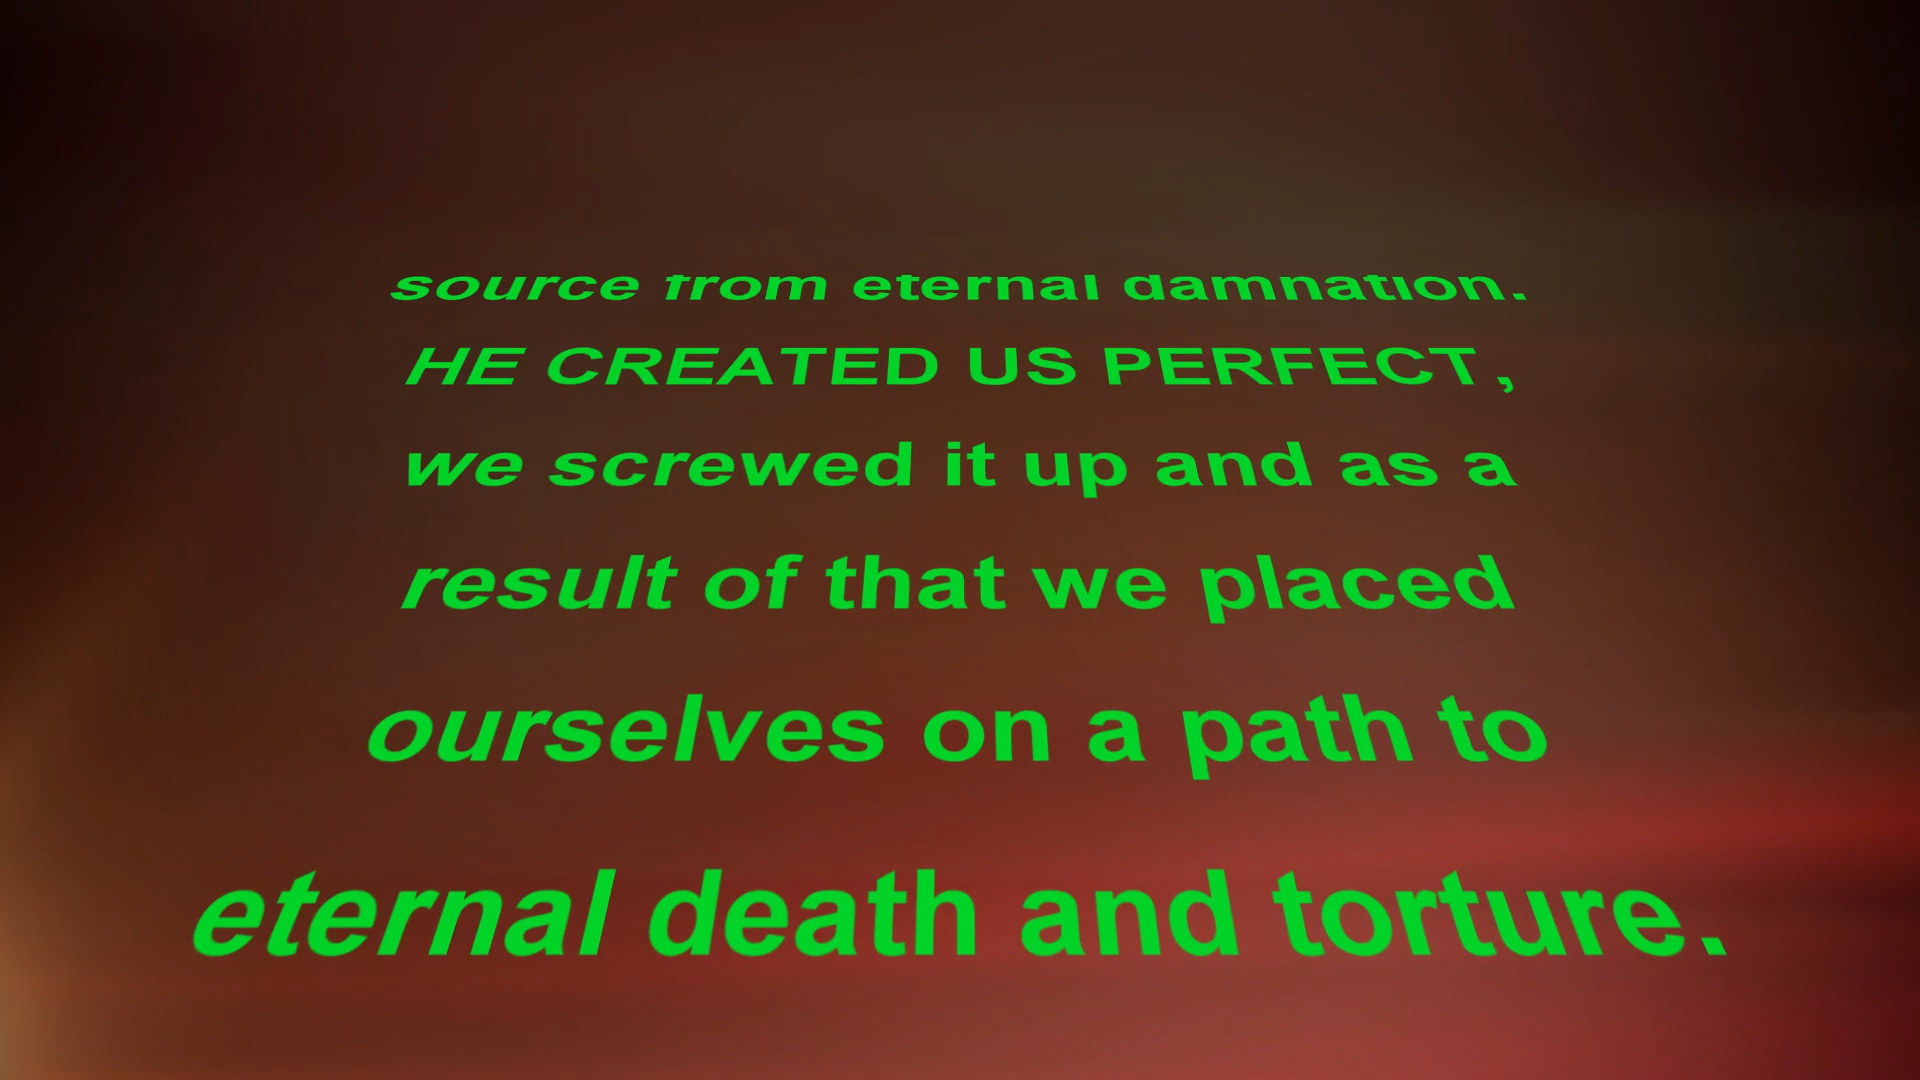 source from eternal damnation.
HE CREATED US PERFECT,
we screwed it up and as a
result of that we placed
ourselves on a path to
eternal death and torture.